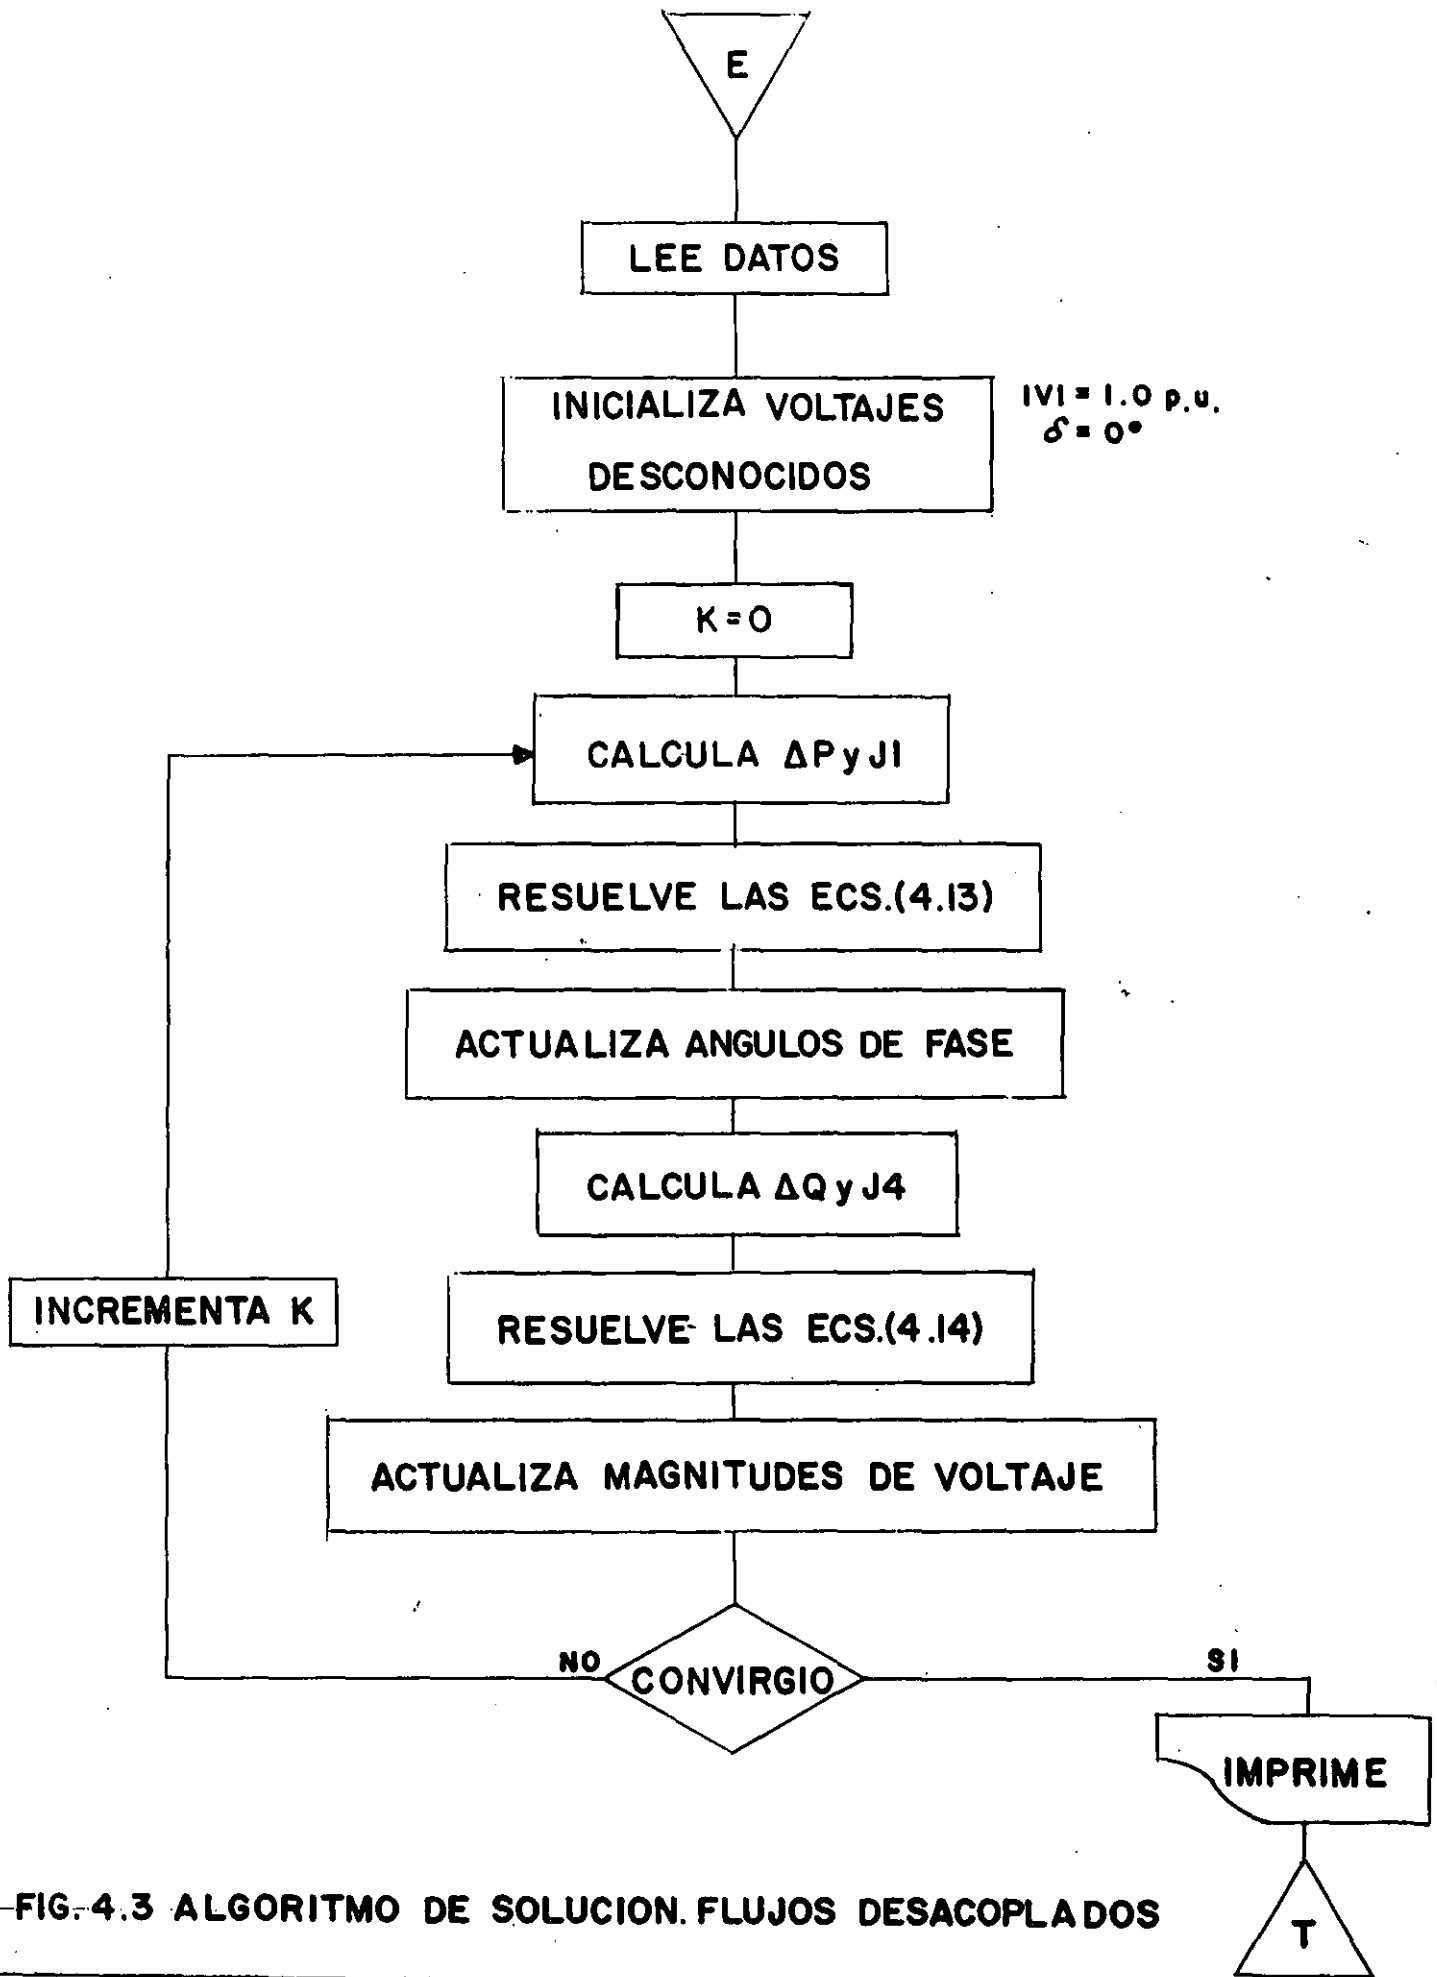 E
LEE DATOS
INICIALIZA VOLTAJES
DESCONOCIDOS
|V| = 1.0 p.u.
δ = 0°
K=0
CALCULA ΔP y J1
RESUELVE LAS ECS.(4.13)
ACTUALIZA ANGULOS DE FASE
CALCULA ΔQ y J4
INCREMENTA K
RESUELVE LAS ECS.(4.14)
ACTUALIZA MAGNITUDES DE VOLTAJE
NO
CONVIRGIO
SI
IMPRIME
FIG. 4.3 ALGORITMO DE SOLUCION. FLUJOS DESACOPLADOS
T